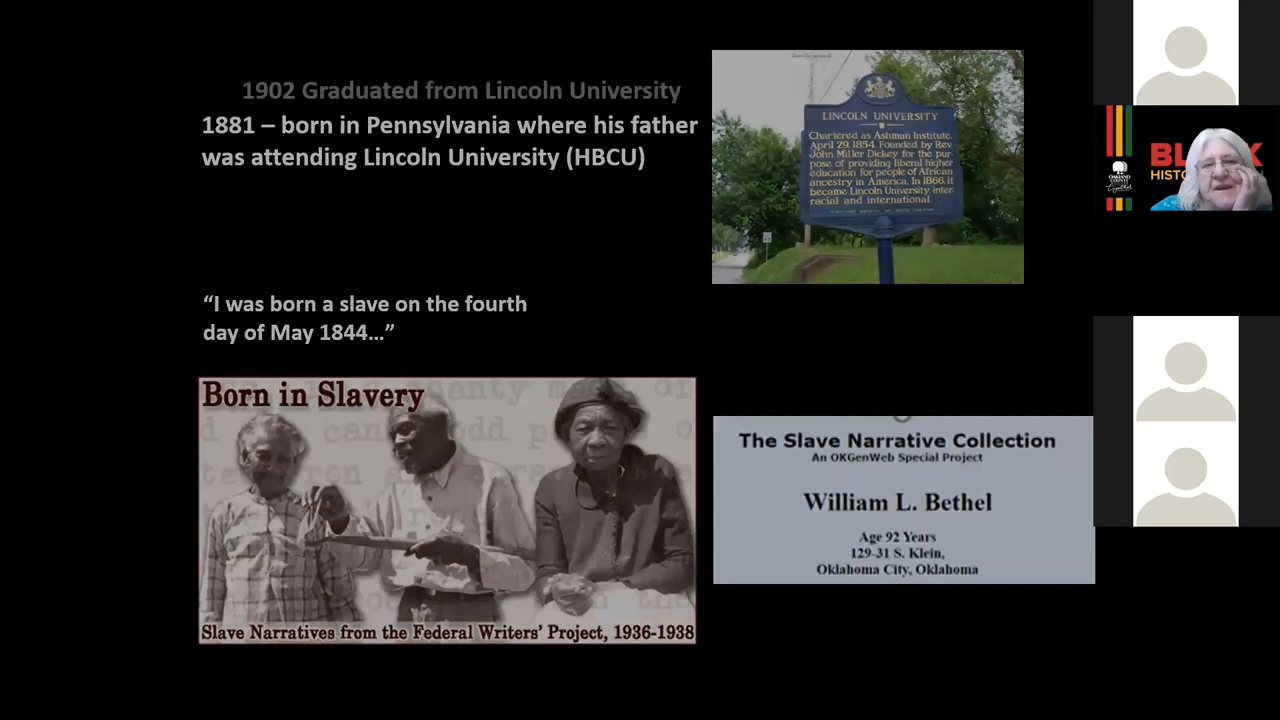 1902 Graduated from Lincoln University
1881 – born in Pennsylvania where his father
was attending Lincoln University (HBCU)
LINCOLN UNIVERSITY
Chartered as Ashmun Institute,
April 29, 1854. Founded by Rev.
John Miller Dickey for the pur-
pose of providing liberal higher
education for people of African
ancestry in America. In 1866, it
became Lincoln University, inter-
racial and international.
“I was born a slave on the fourth
day of May 1844…”
Born in Slavery
Slave Narratives from the Federal Writers' Project, 1936-1938
The Slave Narrative Collection
An OKGenWeb Special Project
William L. Bethel
Age 92 Years
129-31 S. Klein,
Oklahoma City, Oklahoma
OAKLAND
COUNTY
Together